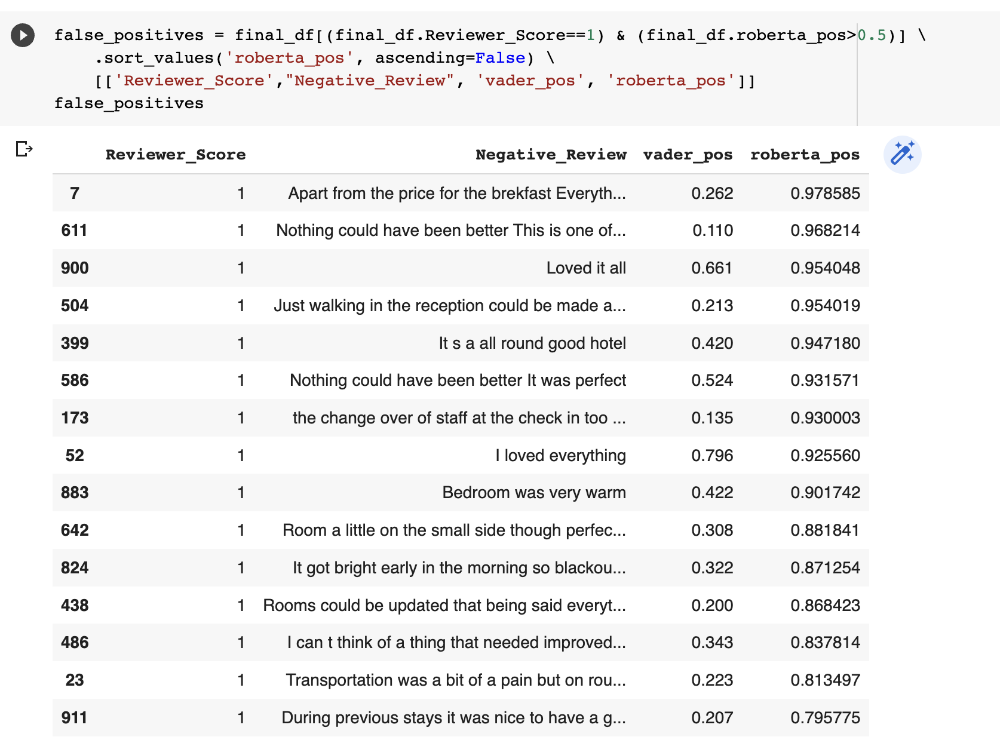 false_positives = final_df[(final_df.Reviewer_Score==1) & (final_df.roberta_pos>0.5)] \
.sort_values('roberta_pos', ascending=False) \
[['Reviewer_Score',"Negative_Review", 'vader_pos', 'roberta_pos']]
false_positives
Reviewer_Score Negative_Review vader_pos roberta_pos
7 1 Apart from the price for the brekfast Everyth... 0.262 0.978585
611 1 Nothing could have been better This is one of... 0.110 0.968214
900 1 Loved it all 0.661 0.954048
504 1 Just walking in the reception could be made a... 0.213 0.954019
399 1 It s a all round good hotel 0.420 0.947180
586 1 Nothing could have been better It was perfect 0.524 0.931571
173 1 the change over of staff at the check in too ... 0.135 0.930003
52 1 I loved everything 0.796 0.925560
883 1 Bedroom was very warm 0.422 0.901742
642 1 Room a little on the small side though perfec... 0.308 0.881841
824 1 It got bright early in the morning so blackou... 0.322 0.871254
438 1 Rooms could be updated that being said everyt... 0.200 0.868423
486 1 I can t think of a thing that needed improved... 0.343 0.837814
23 1 Transportation was a bit of a pain but on rou... 0.223 0.813497
911 1 During previous stays it was nice to have a g... 0.207 0.795775